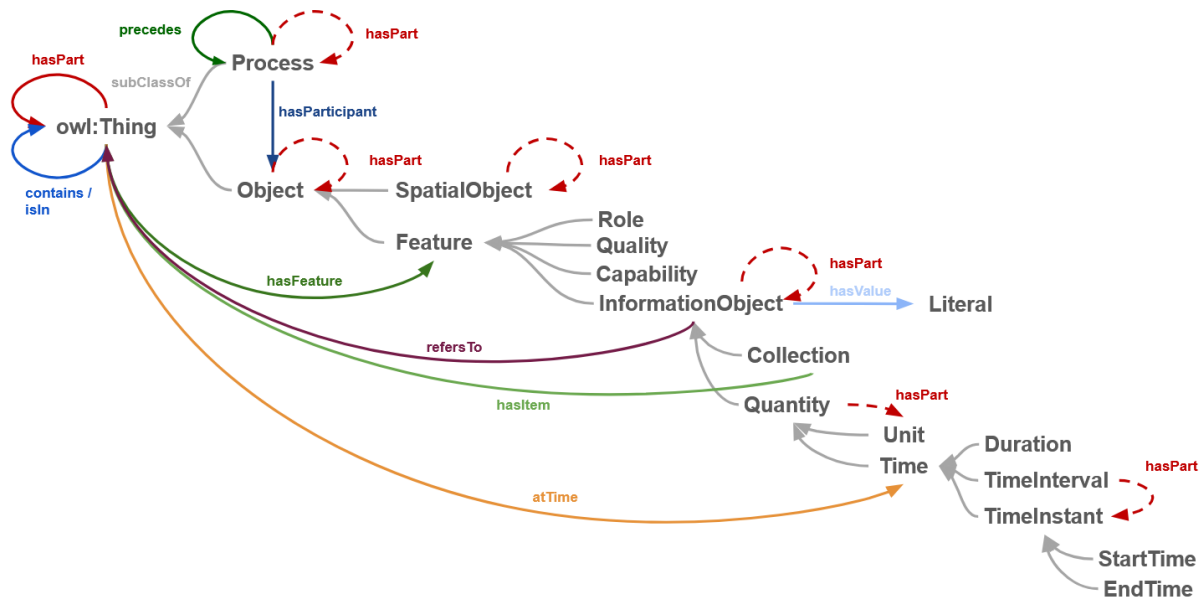 precedes
hasPart
hasPart
Process
subClassOf
hasParticipant
owl:Thing
hasPart
hasPart
contains /
isIn
Object
SpatialObject
Role
Feature
Quality
hasPart
Capability
hasFeature
hasValue
InformationObject
Literal
refersTo
Collection
hasPart
hasItem
Quantity
Unit
Duration
Time
hasPart
TimeInterval
atTime
TimeInstant
StartTime
EndTime